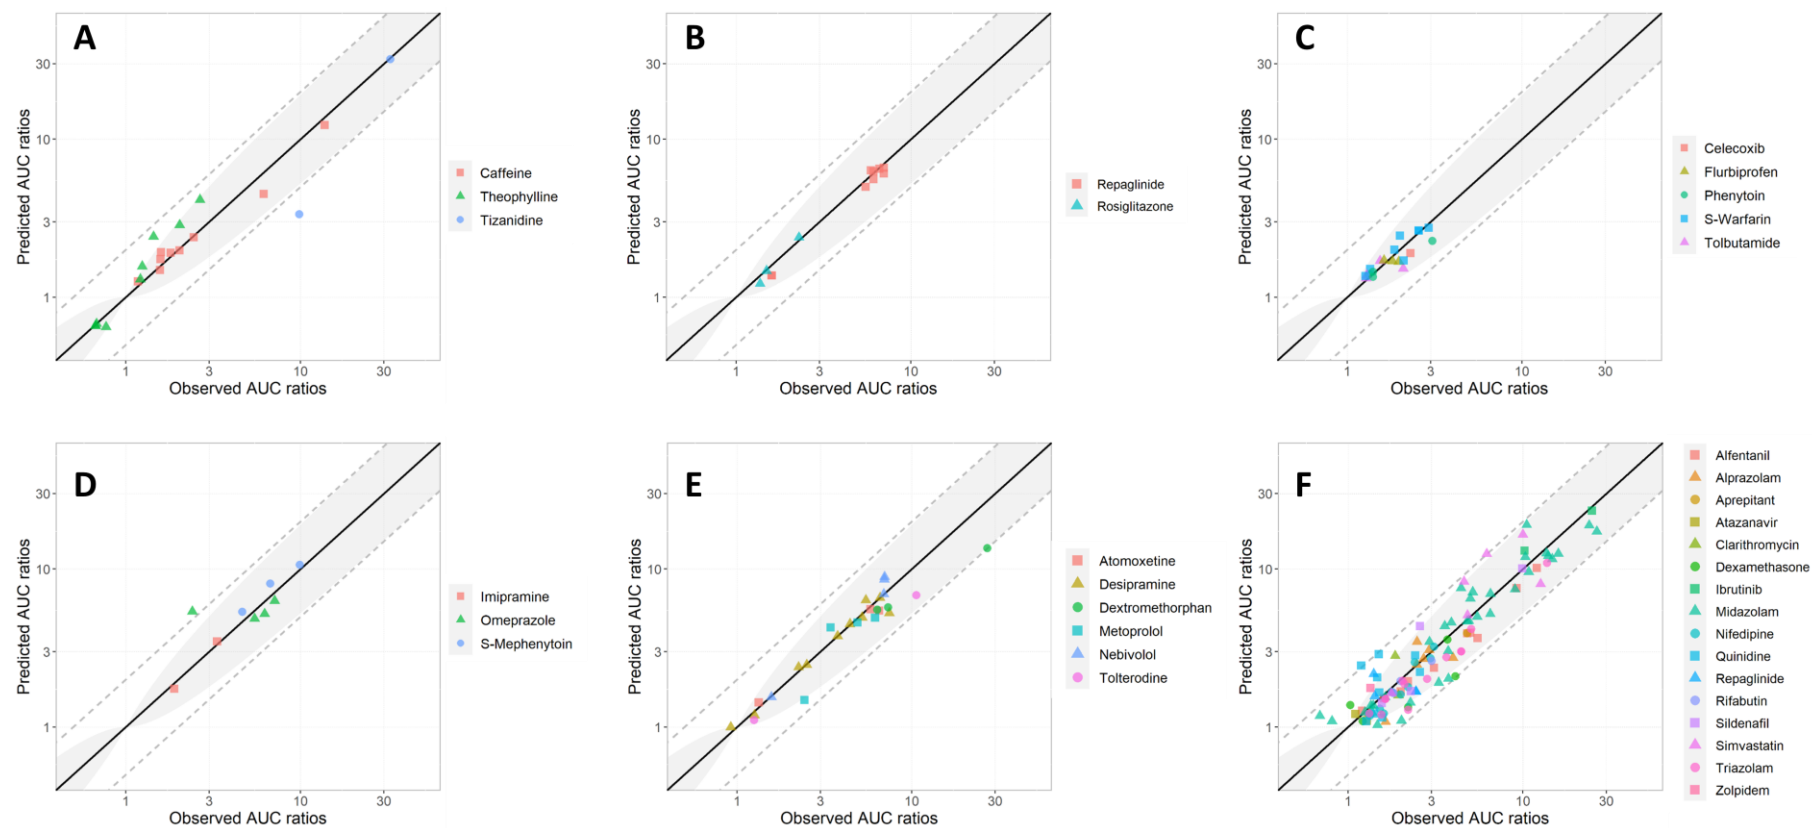 A
Predicted AUC ratios
30
10
3
1
1
3
10
30
Observed AUC ratios
Caffeine
Theophylline
Tizanidine
B
Predicted AUC ratios
30
10
3
1
1
3
10
30
Observed AUC ratios
Repaglinide
Rosiglitazone
C
Predicted AUC ratios
30
10
3
1
1
3
10
30
Observed AUC ratios
Celecoxib
Flurbiprofen
Phenytoin
S-Warfarin
Tolbutamide
D
Predicted AUC ratios
30
10
3
1
1
3
10
30
Observed AUC ratios
Imipramine
Omeprazole
S-Mephenytoin
E
Predicted AUC ratios
30
10
3
1
1
3
10
30
Observed AUC ratios
Atomoxetine
Desipramine
Dextromethorphan
Metoprolol
Nebivolol
Tolterodine
F
Predicted AUC ratios
30
10
3
1
1
3
10
30
Observed AUC ratios
Alfentanil
Alprazolam
Aprepitant
Atazanavir
Clarithromycin
Dexamethasone
Ibrutinib
Midazolam
Nifedipine
Quinidine
Repaglinide
Rifabutin
Sildenafil
Simvastatin
Triazolam
Zolpidem